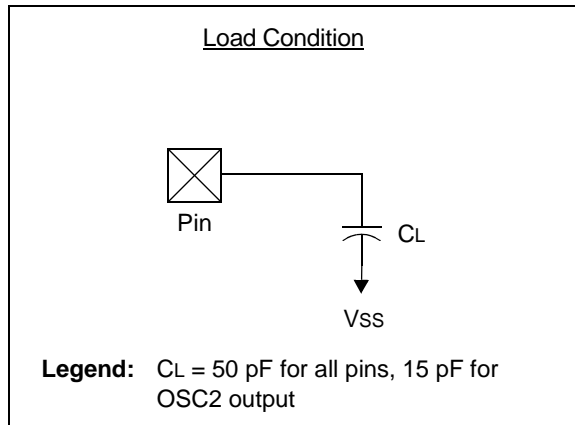 Load Condition
Pin
CL
VSS
Legend: CL = 50 pF for all pins, 15 pF for
OSC2 output